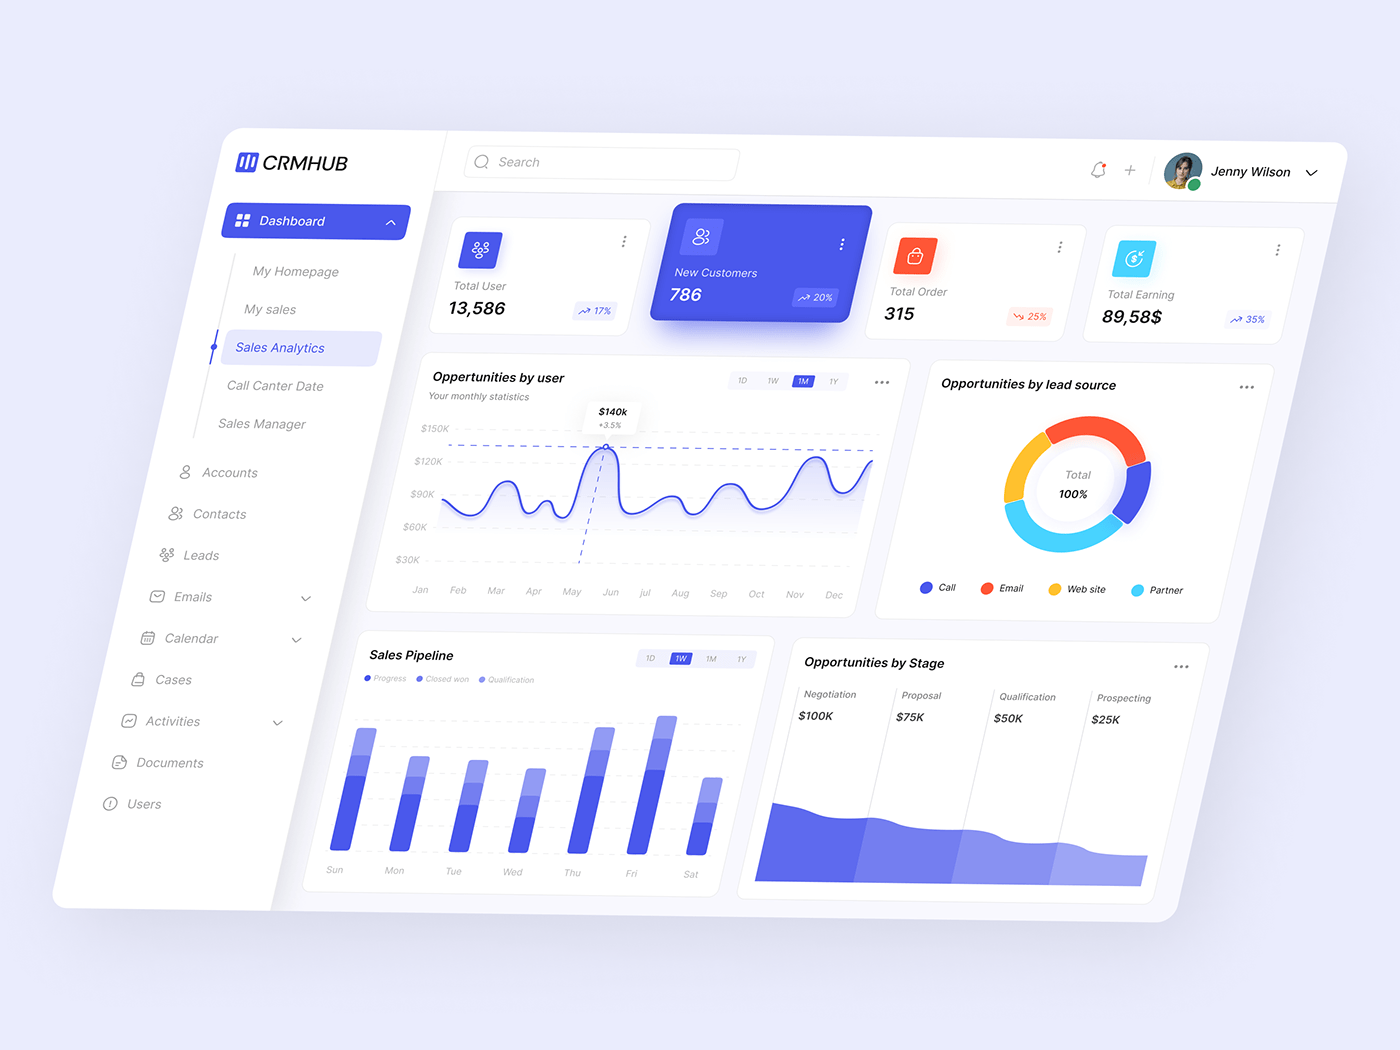 CRMHUB
Search
Jenny Wilson
Dashboard
My Homepage
My sales
Sales Analytics
Call Canter Date
Sales Manager
Accounts
Contacts
Leads
Emails
Calendar
Cases
Activities
Documents
Users
Total User
13,586
17%
New Customers
786
20%
Total Order
315
25%
Total Earning
89,58$
35%
Oppertunities by user
1D 1W 1M 1Y
Your monthly statistics
$140k
+3.5%
$150K
$120K
$90K
$60K
$30K
Jan Feb Mar Apr May Jun jul Aug Sep Oct Nov Dec
Opportunities by lead source
Total
100%
Call Email Web site Partner
Sales Pipeline
1D 1W 1M 1Y
Progress Closed won Qualification
Sun Mon Tue Wed Thu Fri Sat
Opportunities by Stage
Negotiation Proposal Qualification Prospecting
$100K $75K $50K $25K